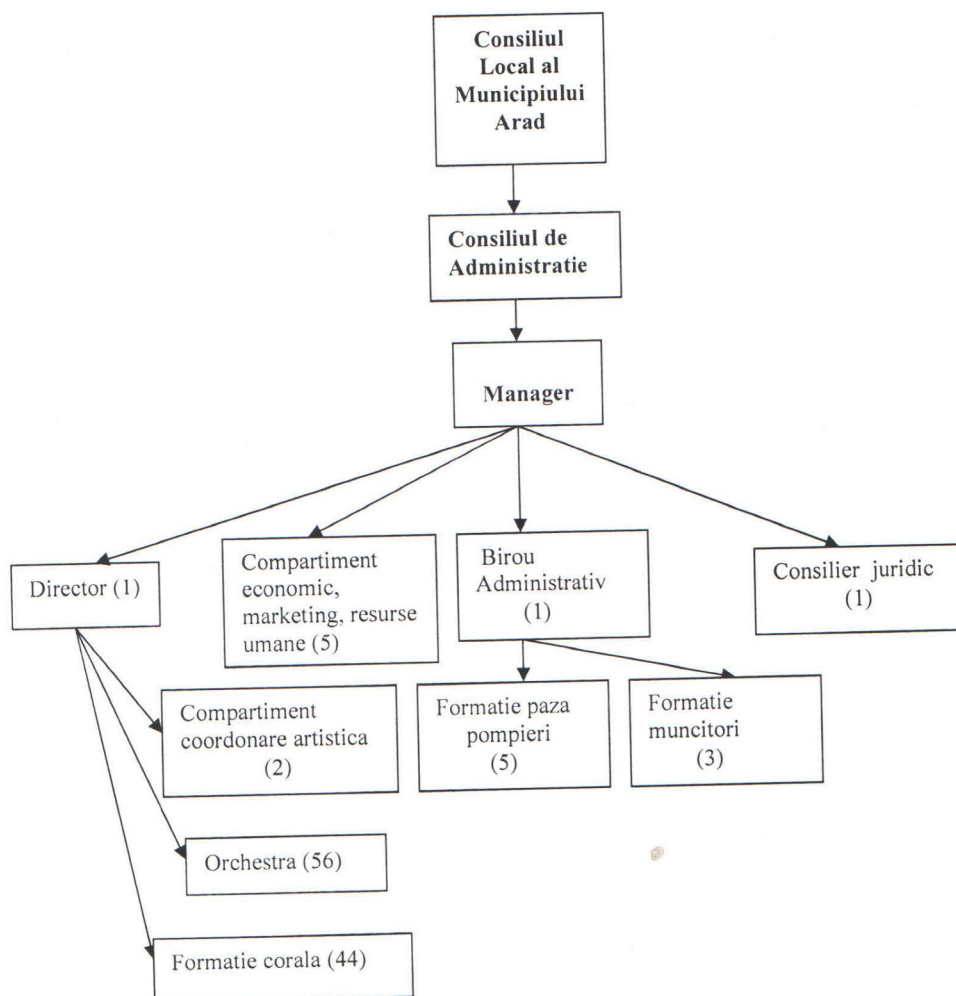 Consiliul
Local al
Municipiului
Arad
Consiliul de
Administratie
Manager
Director (1)
Compartiment
economic,
marketing, resurse
umane (5)
Birou
Administrativ
(1)
Consilier juridic
(1)
Compartiment
coordonare artistica
(2)
Formatie paza
pompieri
(5)
Formatie
muncitori
(3)
Orchestra (56)
Formatie corala (44)